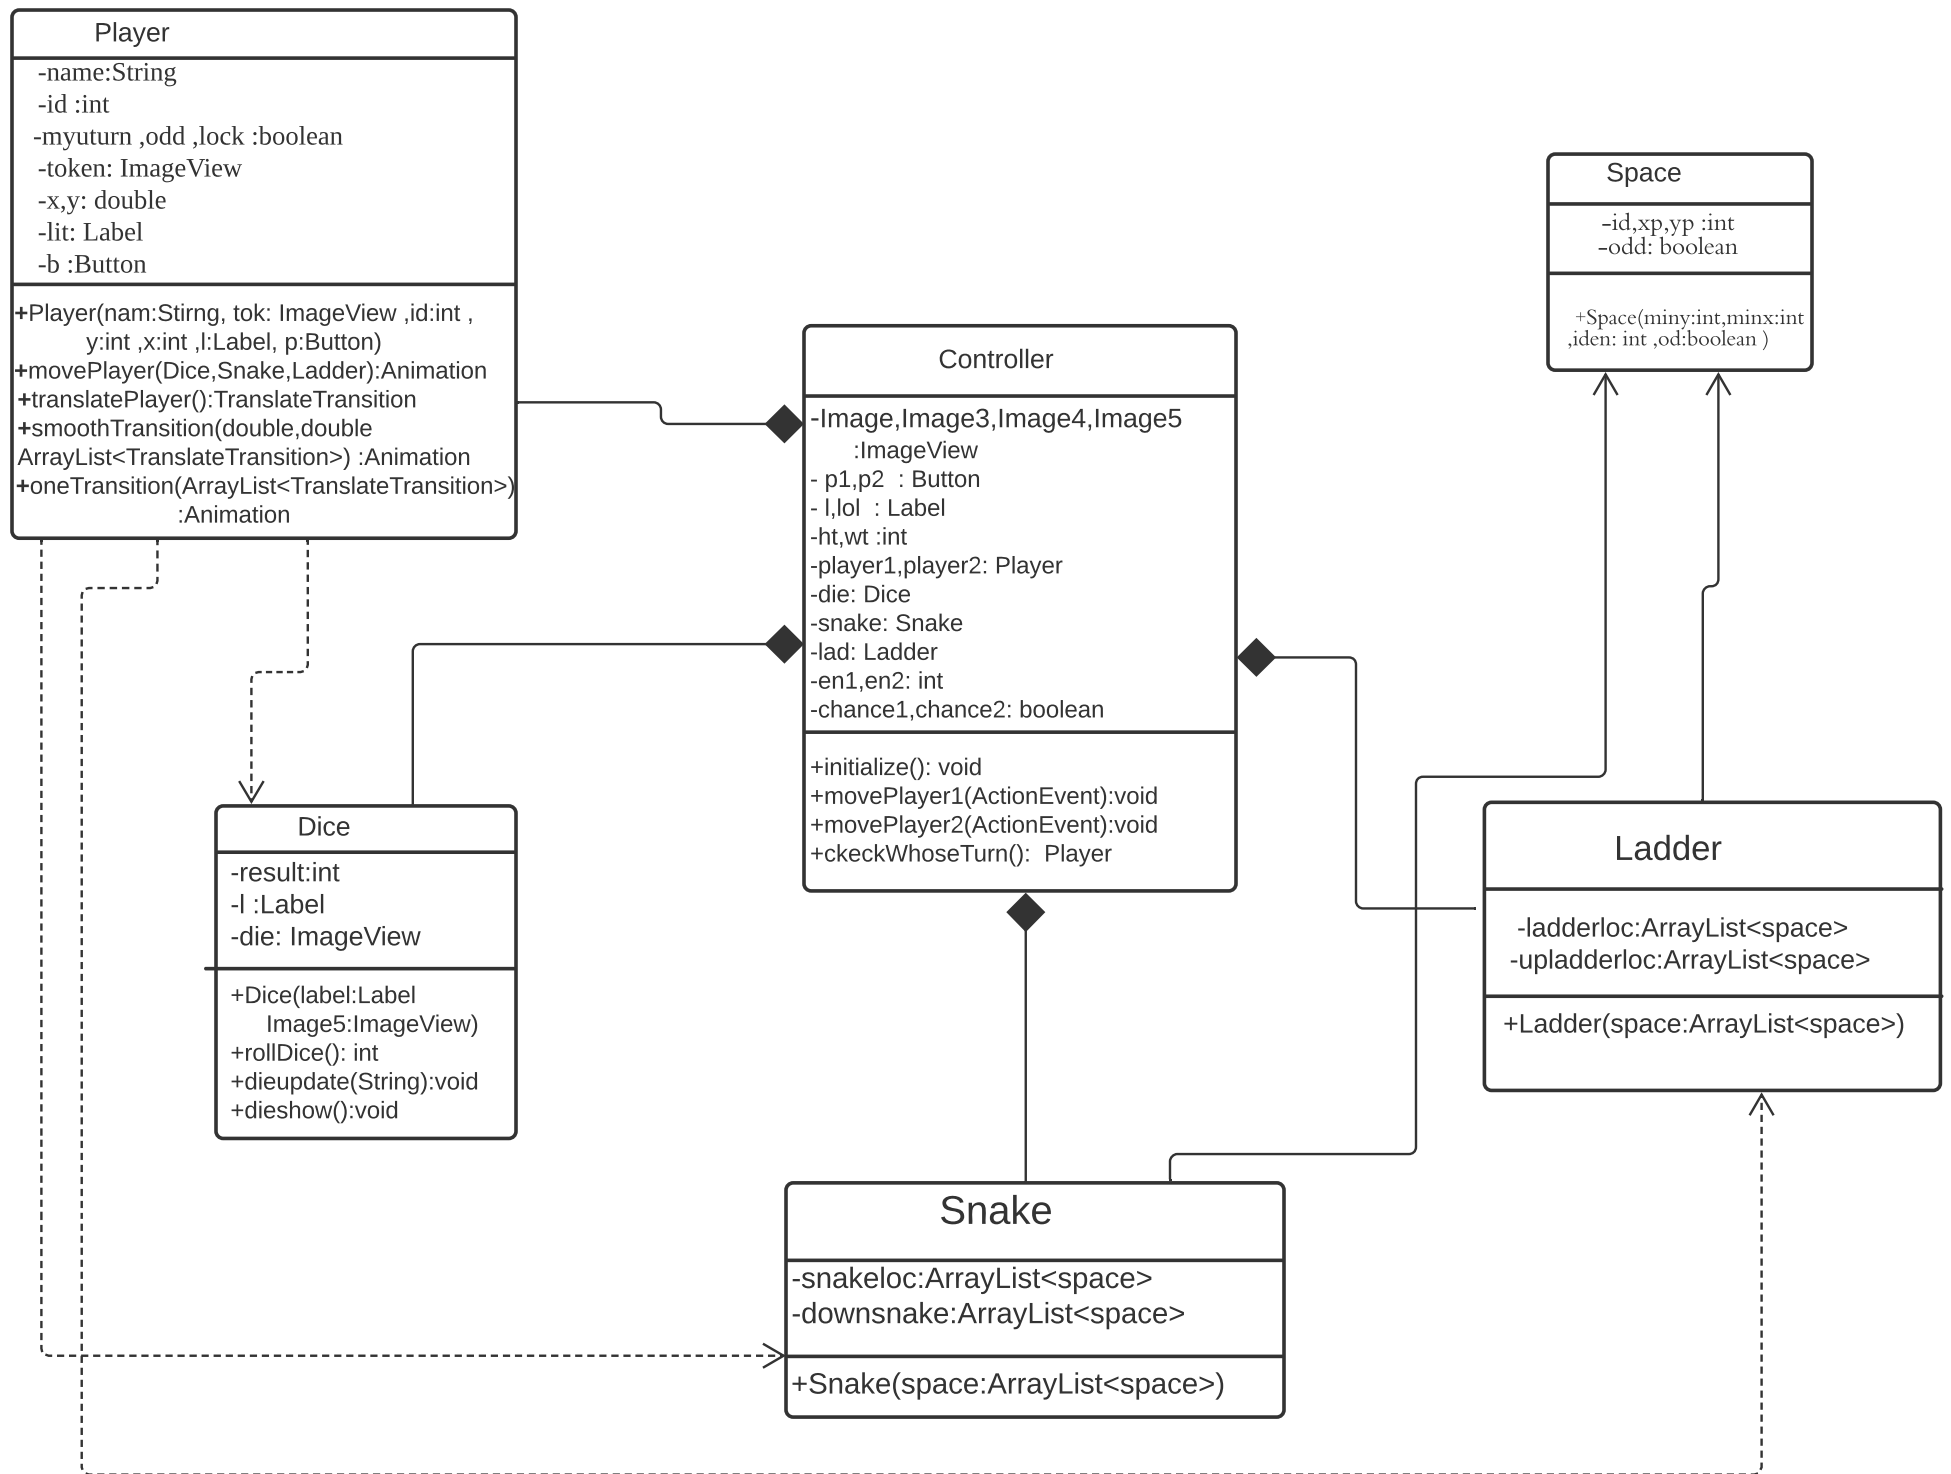 Player
-name:String
-id :int
-myuturn ,odd ,lock :boolean
-token: ImageView
-x,y: double
-lit: Label
-b :Button
+Player(nam:Stirng, tok: ImageView ,id:int ,
y:int ,x:int ,l:Label, p:Button)
+movePlayer(Dice,Snake,Ladder):Animation
+translatePlayer():TranslateTransition
+smoothTransition(double,double
ArrayList<TranslateTransition>) :Animation
+oneTransition(ArrayList<TranslateTransition>)
:Animation
Controller
-Image,Image3,Image4,Image5
:ImageView
- p1,p2  : Button
- l,lol  : Label
-ht,wt :int
-player1,player2: Player
-die: Dice
-snake: Snake
-lad: Ladder
-en1,en2: int
-chance1,chance2: boolean
+initialize(): void
+movePlayer1(ActionEvent):void
+movePlayer2(ActionEvent):void
+ckeckWhoseTurn():  Player
Space
-id,xp,yp :int
-odd: boolean
+Space(miny:int,minx:int
,iden: int ,od:boolean )
Dice
-result:int
-l :Label
-die: ImageView
+Dice(label:Label
Image5:ImageView)
+rollDice(): int
+dieupdate(String):void
+dieshow():void
Ladder
-ladderloc:ArrayList<space>
-upladderloc:ArrayList<space>
+Ladder(space:ArrayList<space>)
Snake
-snakeloc:ArrayList<space>
-downsnake:ArrayList<space>
+Snake(space:ArrayList<space>)